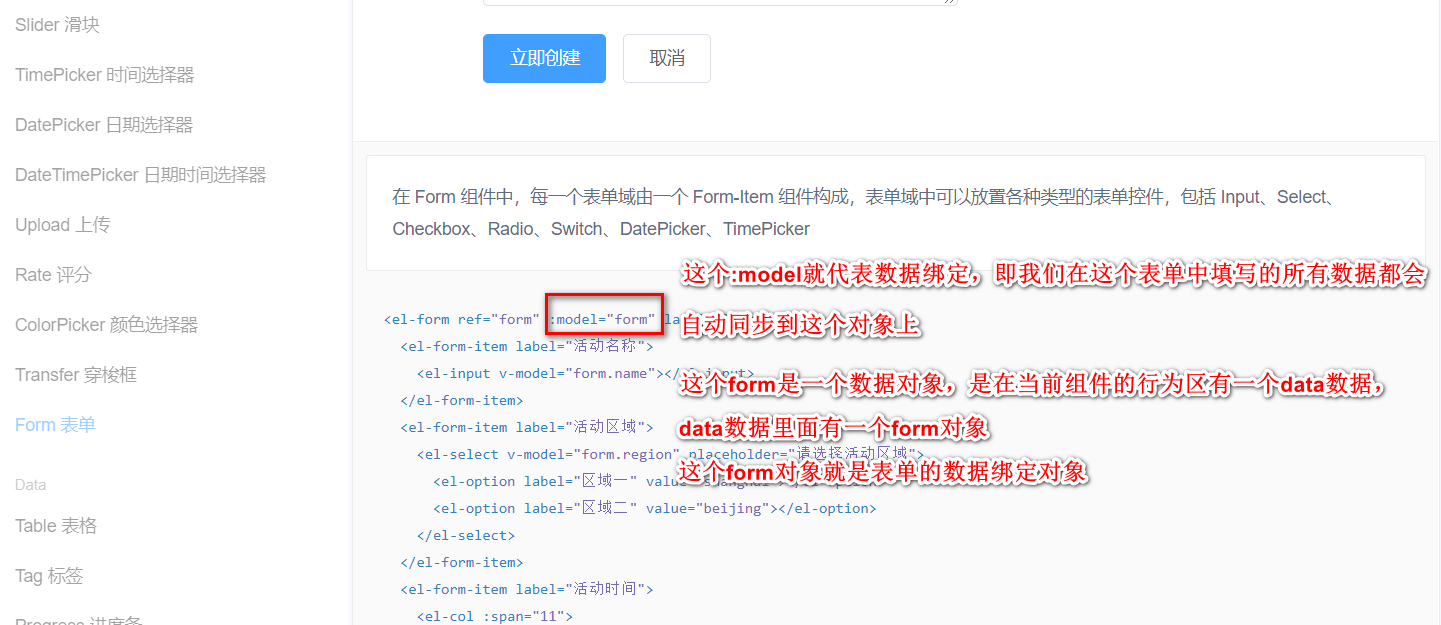 Slider 滑块
TimePicker 时间选择器
DatePicker 日期选择器
DateTimePicker 日期时间选择器
Upload 上传
Rate 评分
ColorPicker 颜色选择器
Transfer 穿梭框
Form 表单
Data
Table 表格
Tag 标签
Progress 进度条
立即创建
取消
在 Form 组件中，每一个表单域由一个 Form-Item 组件构成，表单域中可以放置各种类型的表单控件，包括 Input、Select、
Checkbox、Radio、Switch、DatePicker、TimePicker
这个:model就代表数据绑定，即我们在这个表单中填写的所有数据都会
自动同步到这个对象上
这个form是一个数据对象，是在当前组件的行为区有一个data数据，
data数据里面有一个form对象
这个form对象就是表单的数据绑定对象
<el-form ref="form" :model="form" la
<el-form-item label="活动名称">
<el-input v-model="form.name"></el-input>
</el-form-item>
<el-form-item label="活动区域">
<el-select v-model="form.region" placeholder="请选择活动区域">
<el-option label="区域一" value="shanghai"></el-option>
<el-option label="区域二" value="beijing"></el-option>
</el-select>
</el-form-item>
<el-form-item label="活动时间">
<el-col :span="11">